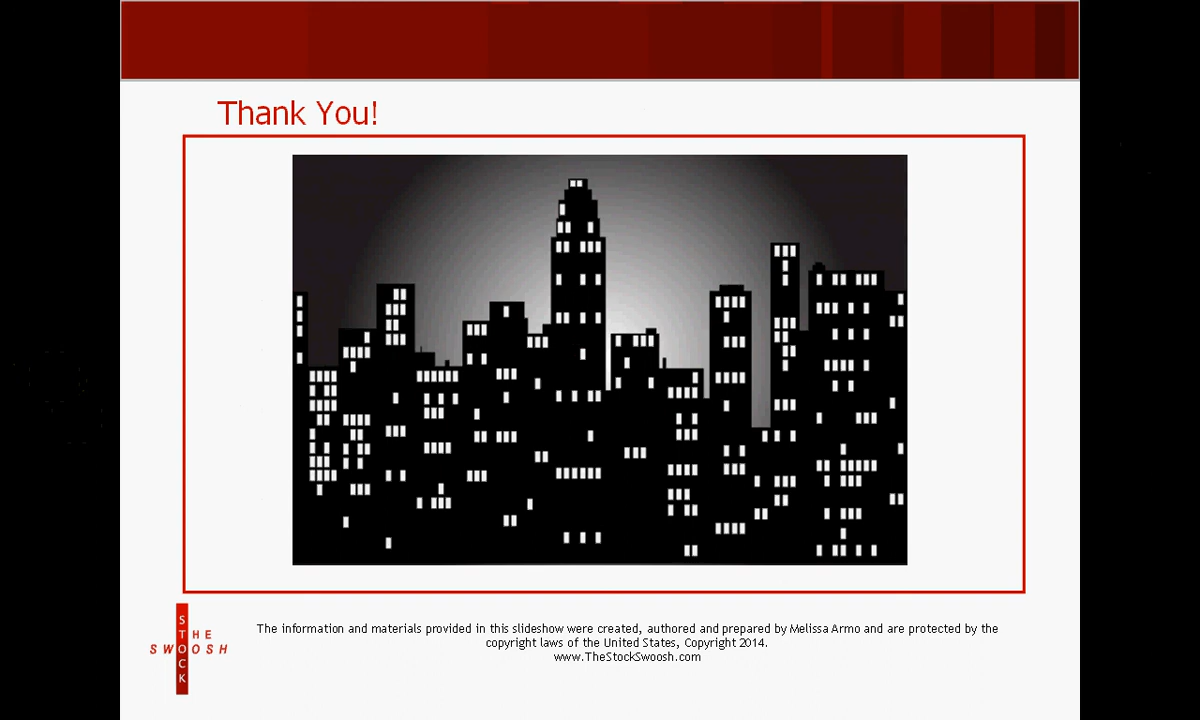 Thank You!
The information and materials provided in this slideshow were created, authored and prepared by Melissa Armo and are protected by the
copyright laws of the United States, Copyright 2014.
www.TheStockSwoosh.com
THE
STOCK
SWOOSH